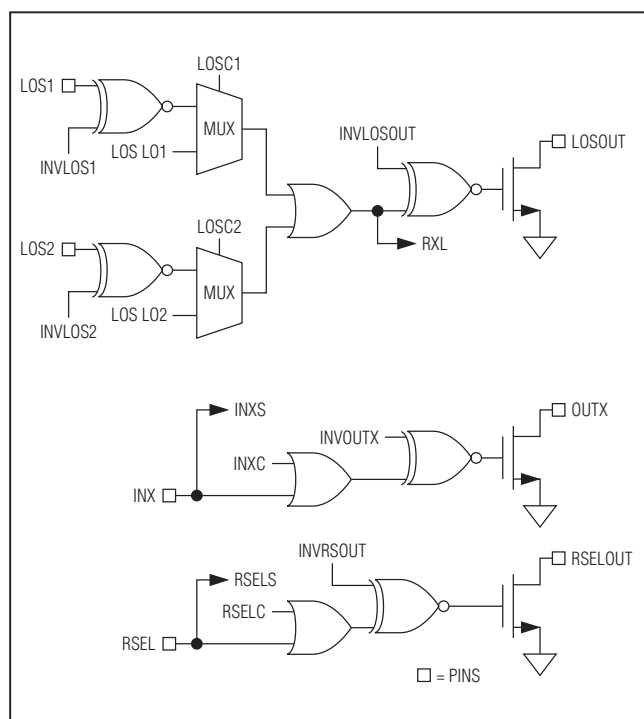 LOSC1
LOS1
MUX
INVLOS1
LOS LO1
INVLOSOUT
LOSOUT
RXL
LOSC2
LOS2
MUX
INVLOS2
LOS LO2
INXS
OUTX
INVOUTX
INXC
INX
INVRSOUT
RSELOUT
RSELS
RSELC
RSEL
= PINS